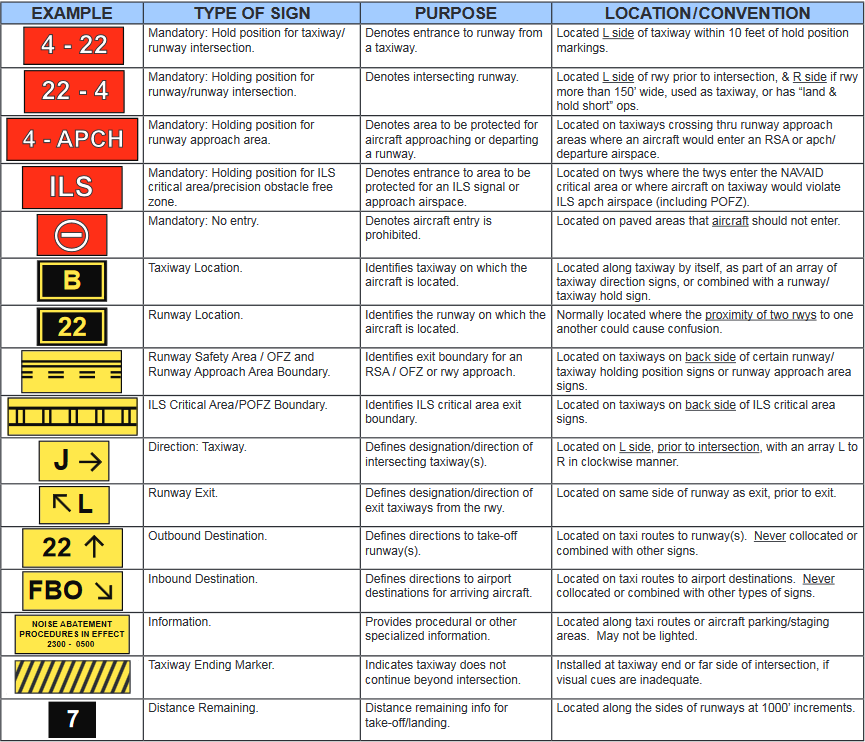 EXAMPLE TYPE OF SIGN PURPOSE LOCATION/CONVENTION
4 - 22
Mandatory: Hold position for taxiway/
runway intersection.
Denotes entrance to runway from
a taxiway.
Located L side of taxiway within 10 feet of hold position
markings.
22 - 4
Mandatory: Holding position for
runway/runway intersection.
Denotes intersecting runway.
Located L side of rwy prior to intersection, & R side if rwy
more than 150' wide, used as taxiway, or has "land &
hold short" ops.
4 - APCH
Mandatory: Holding position for
runway approach area.
Denotes area to be protected for
aircraft approaching or departing
a runway.
Located on taxiways crossing thru runway approach
areas where an aircraft would enter an RSA or apch/
departure airspace.
ILS
Mandatory: Holding position for ILS
critical area/precision obstacle free
zone.
Denotes entrance to area to be
protected for an ILS signal or
approach airspace.
Located on twys where the twys enter the NAVAID
critical area or where aircraft on taxiway would violate
ILS apch airspace (including POFZ).
Mandatory: No entry.
Denotes aircraft entry is
prohibited.
Located on paved areas that aircraft should not enter.
B
Taxiway Location.
Identifies taxiway on which the
aircraft is located.
Located along taxiway by itself, as part of an array of
taxiway direction signs, or combined with a runway/
taxiway hold sign.
22
Runway Location.
Identifies the runway on which the
aircraft is located.
Normally located where the proximity of two rwys to one
another could cause confusion.
Runway Safety Area / OFZ and
Runway Approach Area Boundary.
Identifies exit boundary for an
RSA / OFZ or rwy approach.
Located on taxiways on back side of certain runway/
taxiway holding position signs or runway approach area
signs.
ILS Critical Area/POFZ Boundary.
Identifies ILS critical area exit
boundary.
Located on taxiways on back side of ILS critical area
signs.
J →
Direction: Taxiway.
Defines designation/direction of
intersecting taxiway(s).
Located on L side, prior to intersection, with an array L to
R in clockwise manner.
↖ L
Runway Exit.
Defines designation/direction of
exit taxiways from the rwy.
Located on same side of runway as exit, prior to exit.
22 ↑
Outbound Destination.
Defines directions to take-off
runway(s).
Located on taxi routes to runway(s). Never collocated or
combined with other signs.
FBO ↘
Inbound Destination.
Defines directions to airport
destinations for arriving aircraft.
Located on taxi routes to airport destinations. Never
collocated or combined with other types of signs.
NOISE ABATEMENT
PROCEDURES IN EFFECT
2300 - 0500
Information.
Provides procedural or other
specialized information.
Located along taxi routes or aircraft parking/staging
areas. May not be lighted.
Taxiway Ending Marker.
Indicates taxiway does not
continue beyond intersection.
Installed at taxiway end or far side of intersection, if
visual cues are inadequate.
7
Distance Remaining.
Distance remaining info for
take-off/landing.
Located along the sides of runways at 1000' increments.